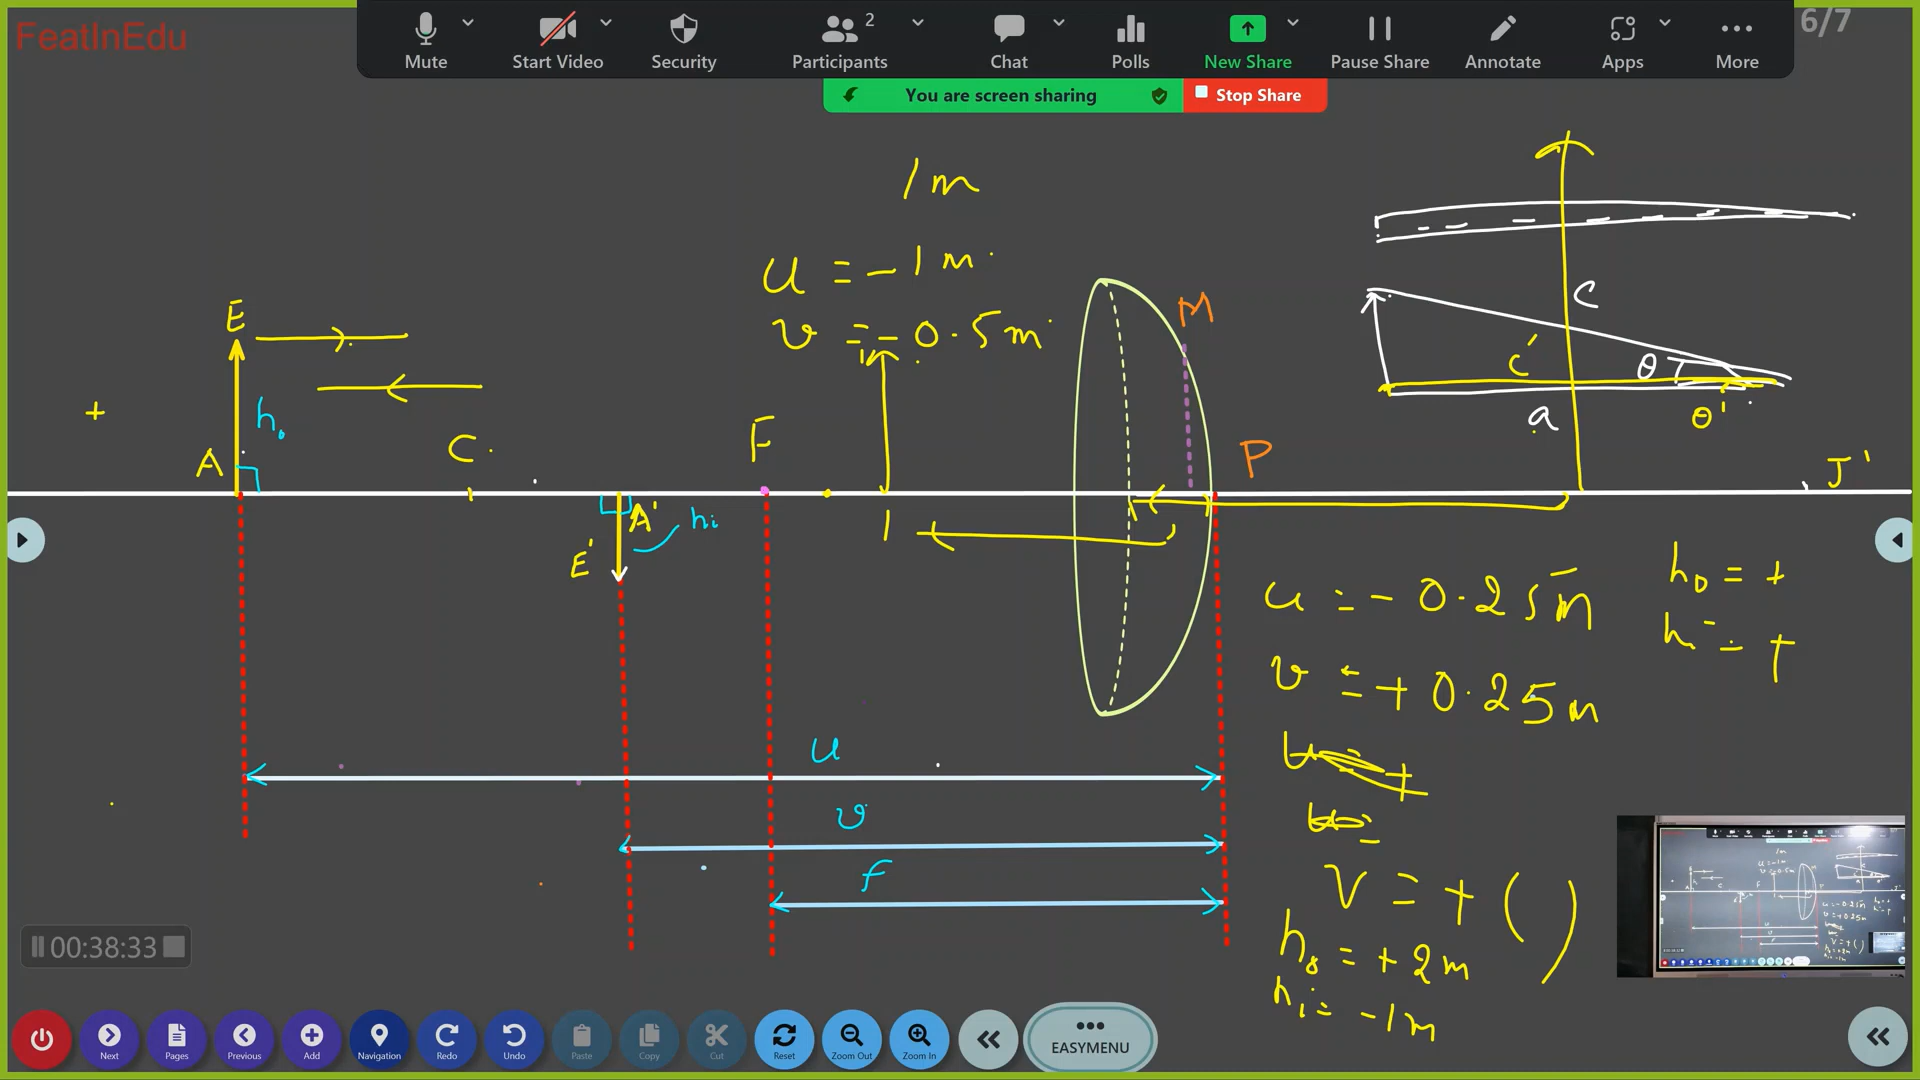 FeatInEdu
Mute
Start Video
Security
Participants 2
Chat
Polls
New Share
Pause Share
Annotate
Apps
More
6/7
You are screen sharing
Stop Share
1m
u = -1m
v = -0.5m
E
h₀
A
+
C
F
M
P
A'
E'
hi
I
C
C'
θ
a
θ'
J'
u = -0.25m
v = +0.25m
h₀ = +
hi = +
u
v
f
V = + ( )
h₀ = +2m
hi = -1m
00:38:33
Next
Pages
Previous
Add
Navigation
Redo
Undo
Paste
Copy
Cut
Reset
Zoom Out
Zoom In
EASYMENU